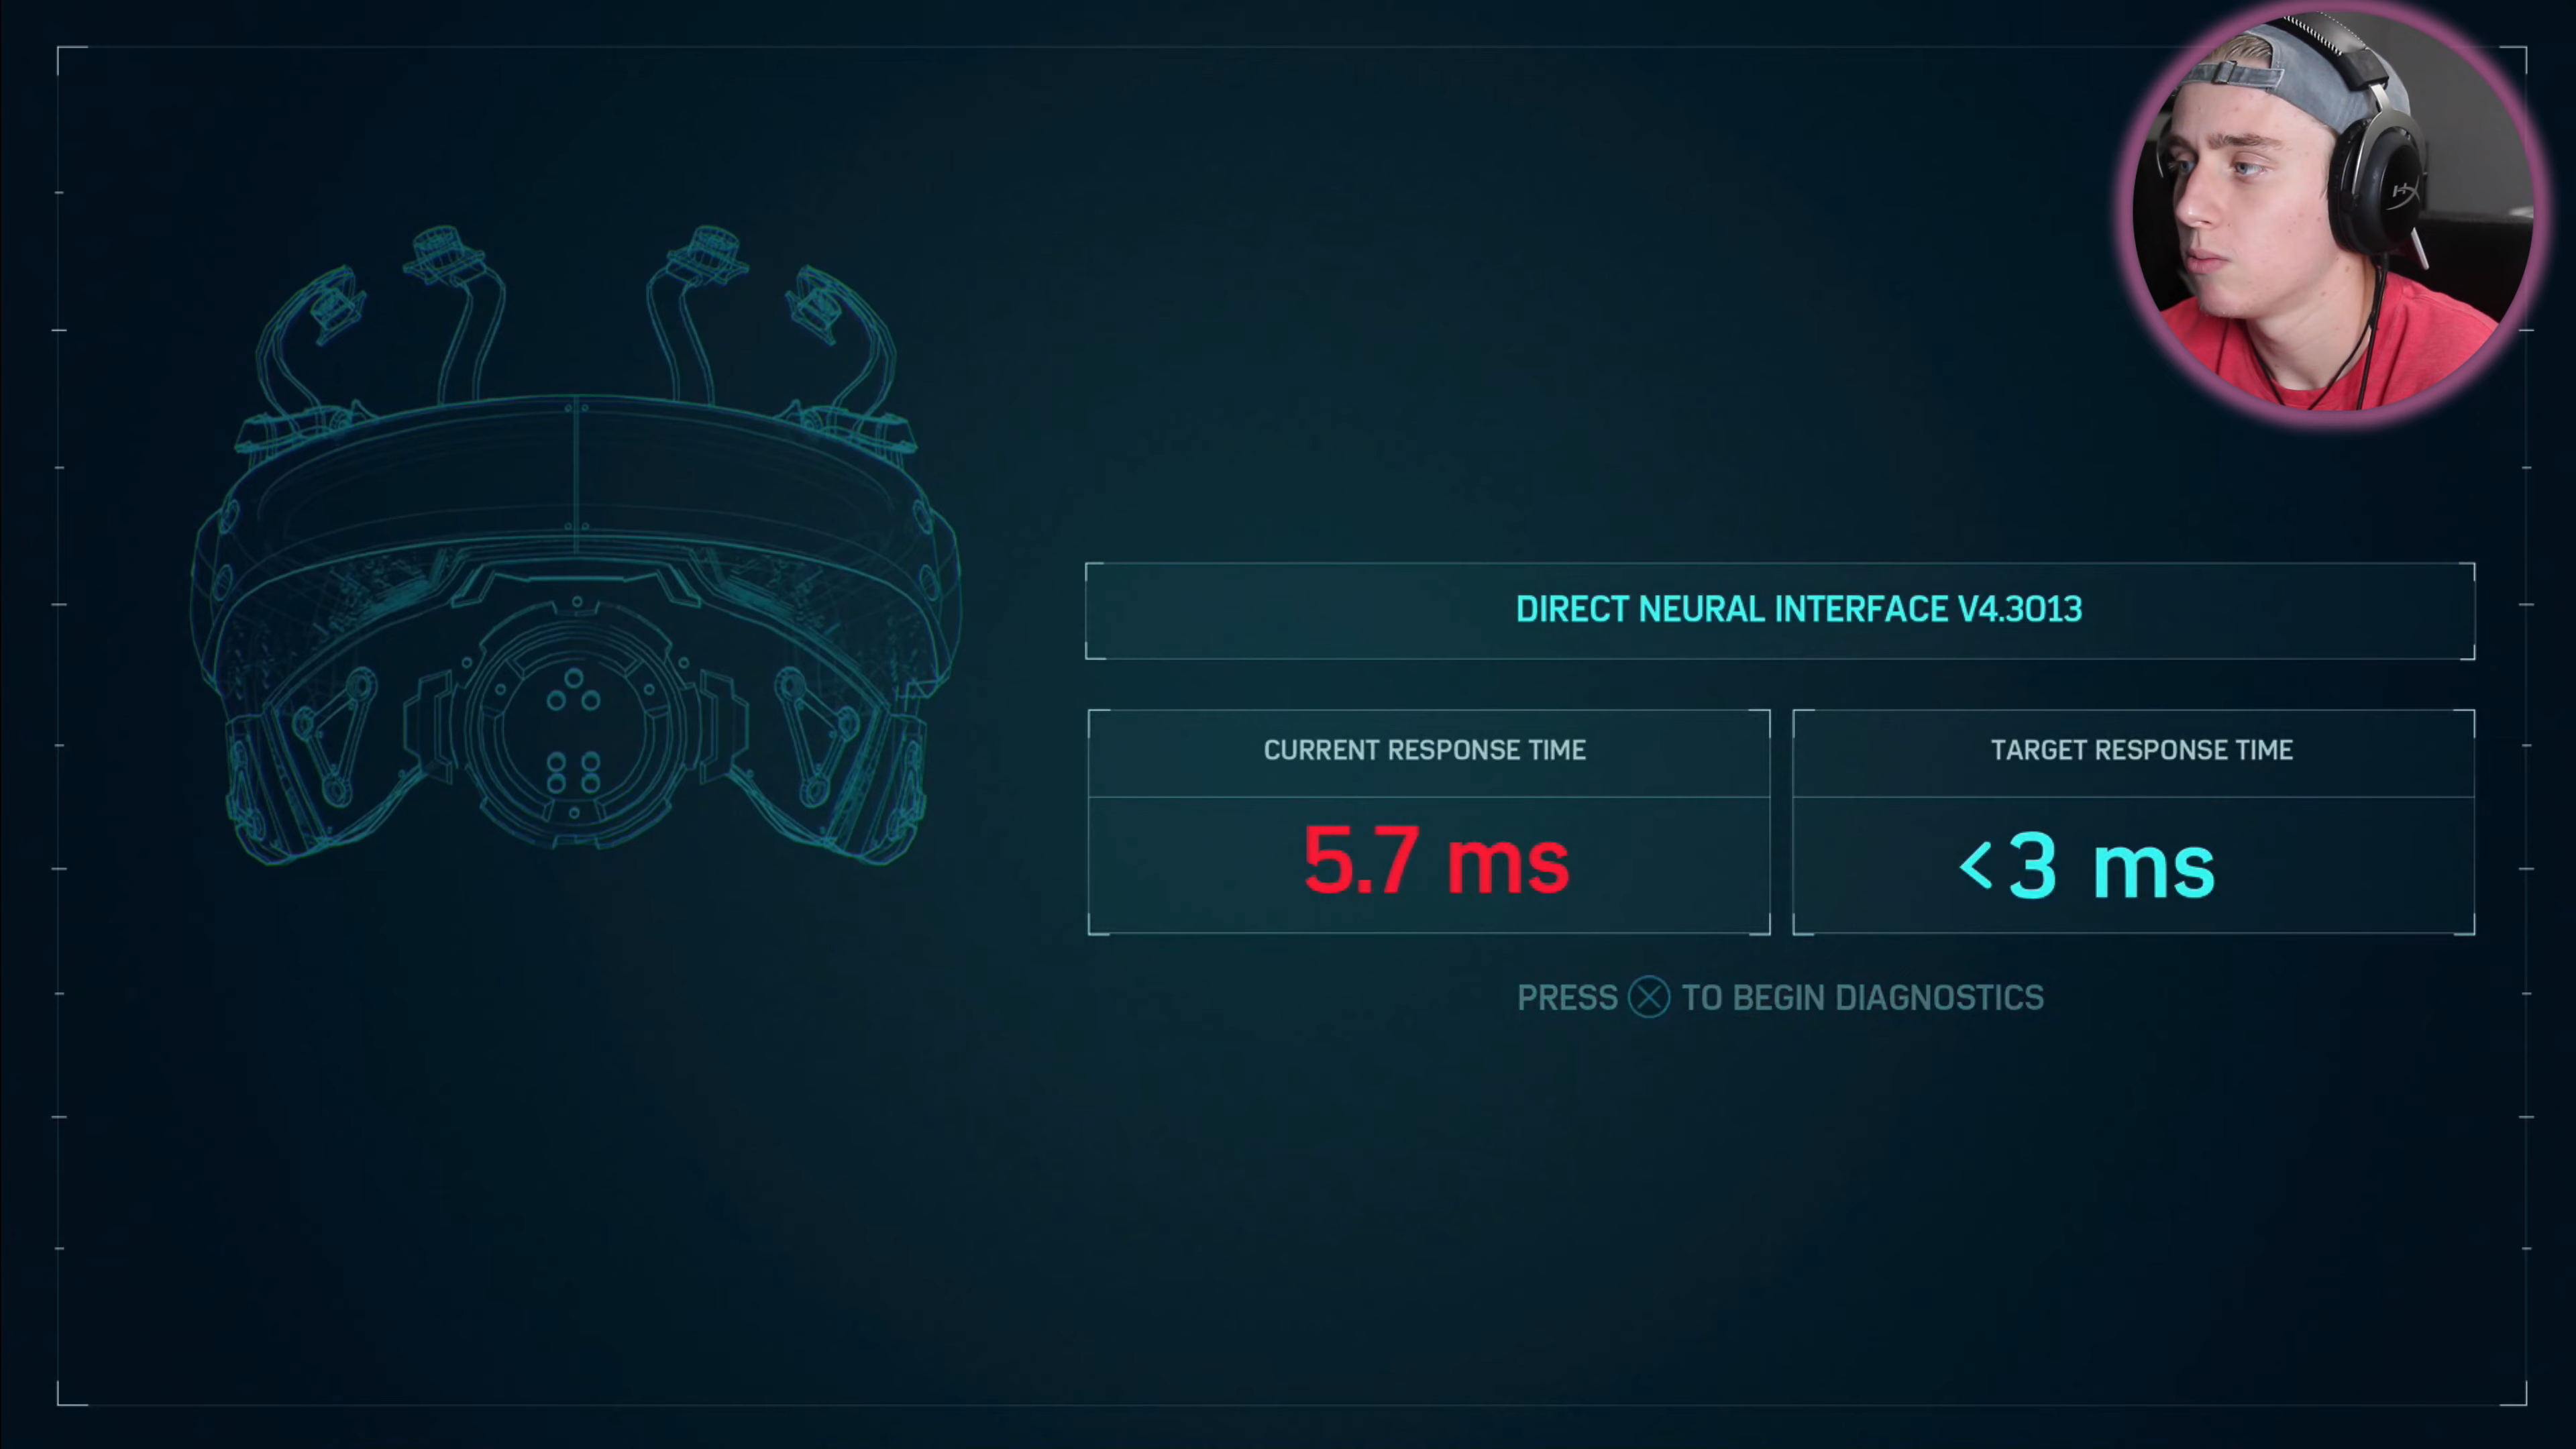 DIRECT NEURAL INTERFACE V4.3013
CURRENT RESPONSE TIME
5.7 ms
TARGET RESPONSE TIME
<3 ms
PRESS ⓧ TO BEGIN DIAGNOSTICS
HX